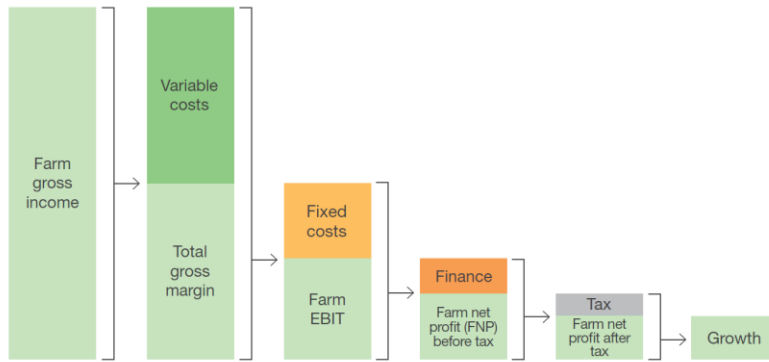 Farm
gross
income
Variable
costs
Total
gross
margin
Fixed
costs
Farm
EBIT
Finance
Farm net
profit (FNP)
before tax
Tax
Farm net
profit after
tax
Growth